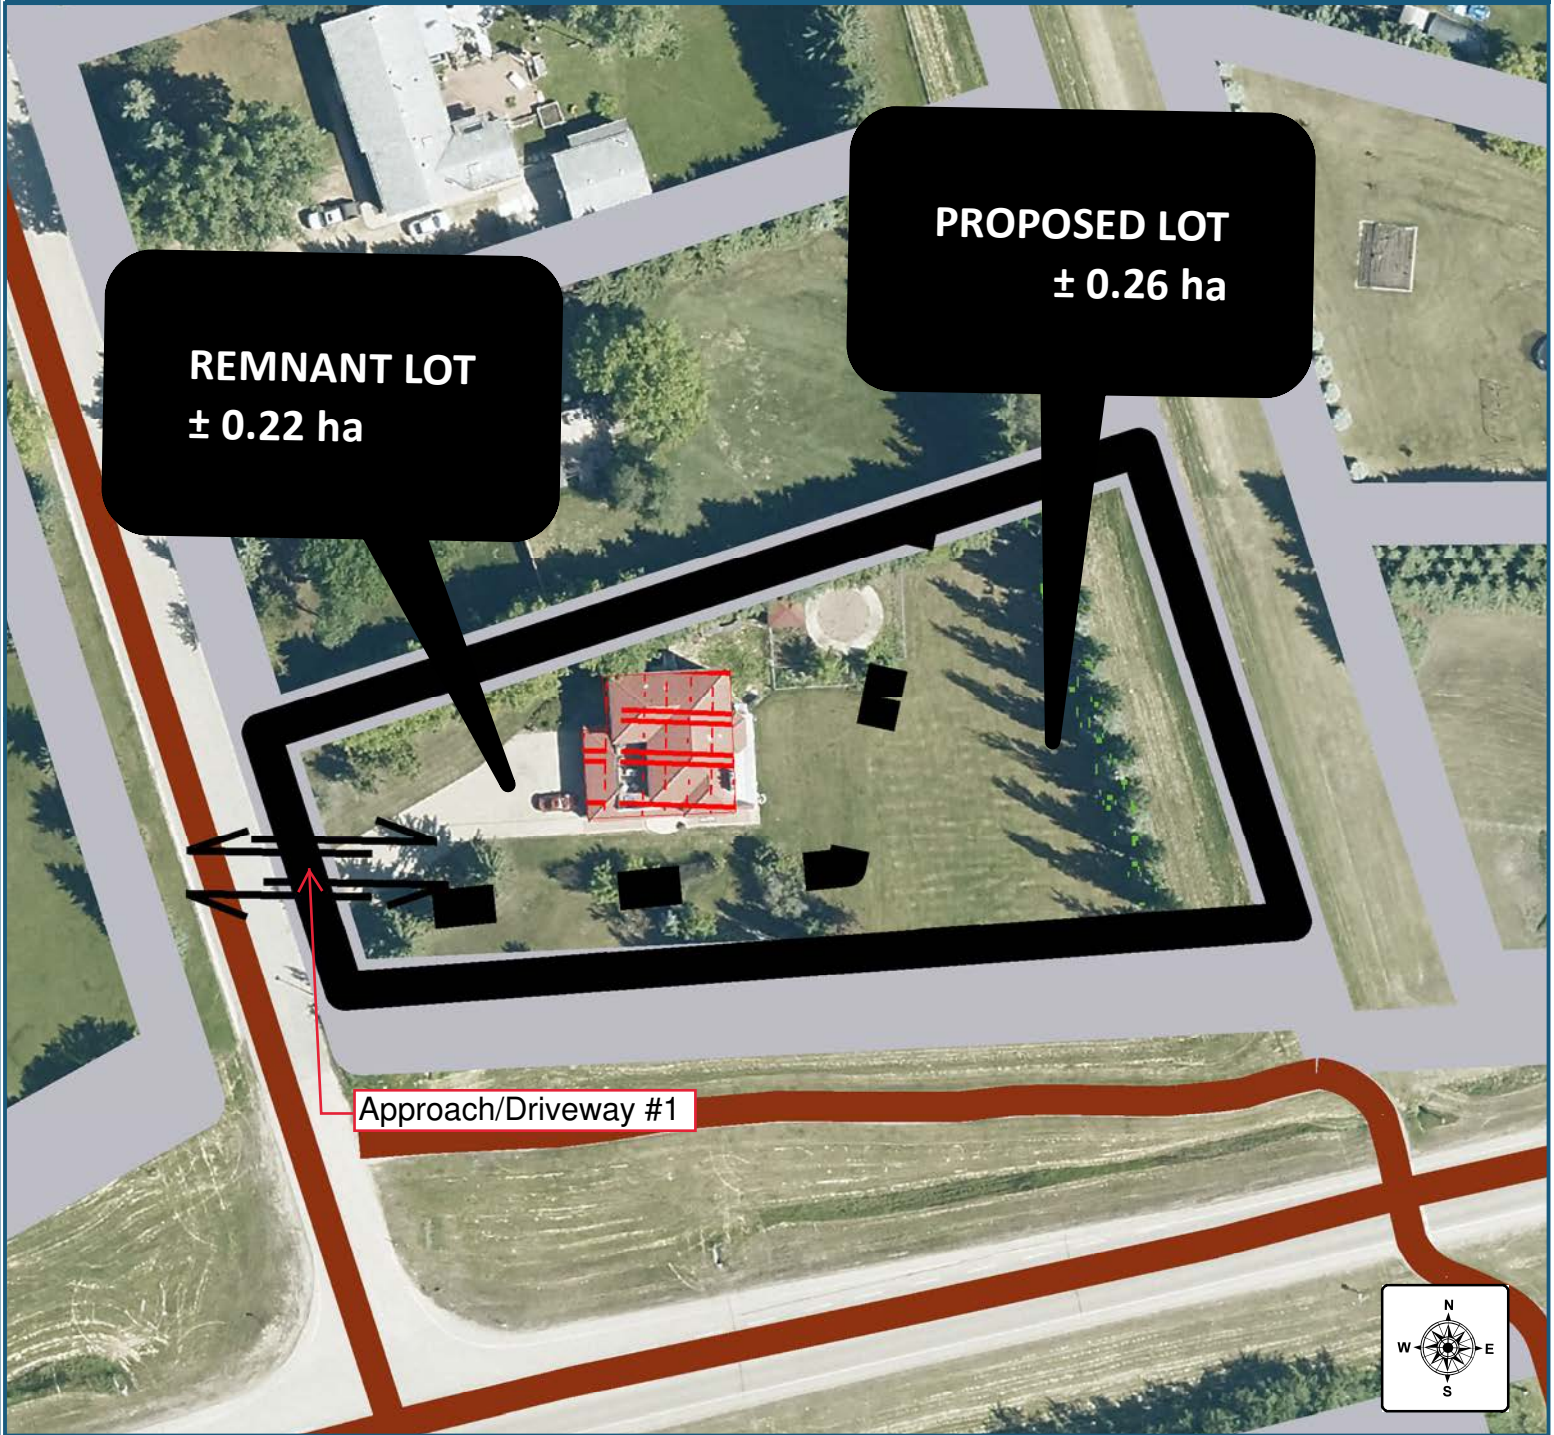 PROPOSED LOT
± 0.26 ha
REMNANT LOT
± 0.22 ha
Approach/Driveway #1
N
W E
S